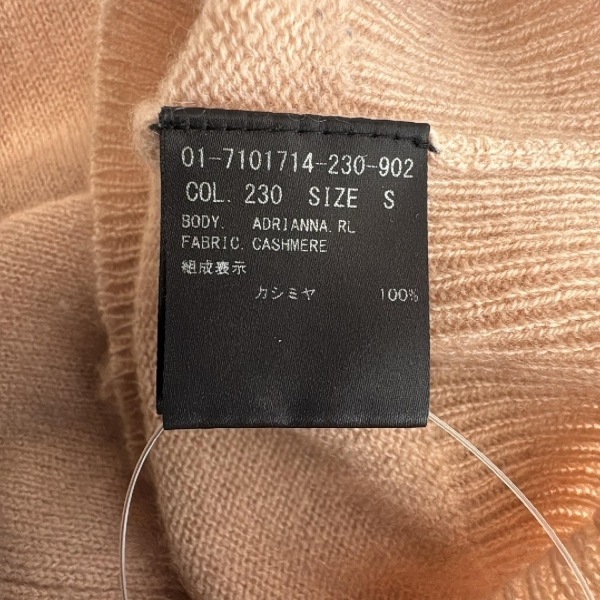 01-7101714-230-902
COL. 230 SIZE S
BODY. ADRIANNA.RL
FABRIC. CASHMERE
組成表示
カシミヤ 100%